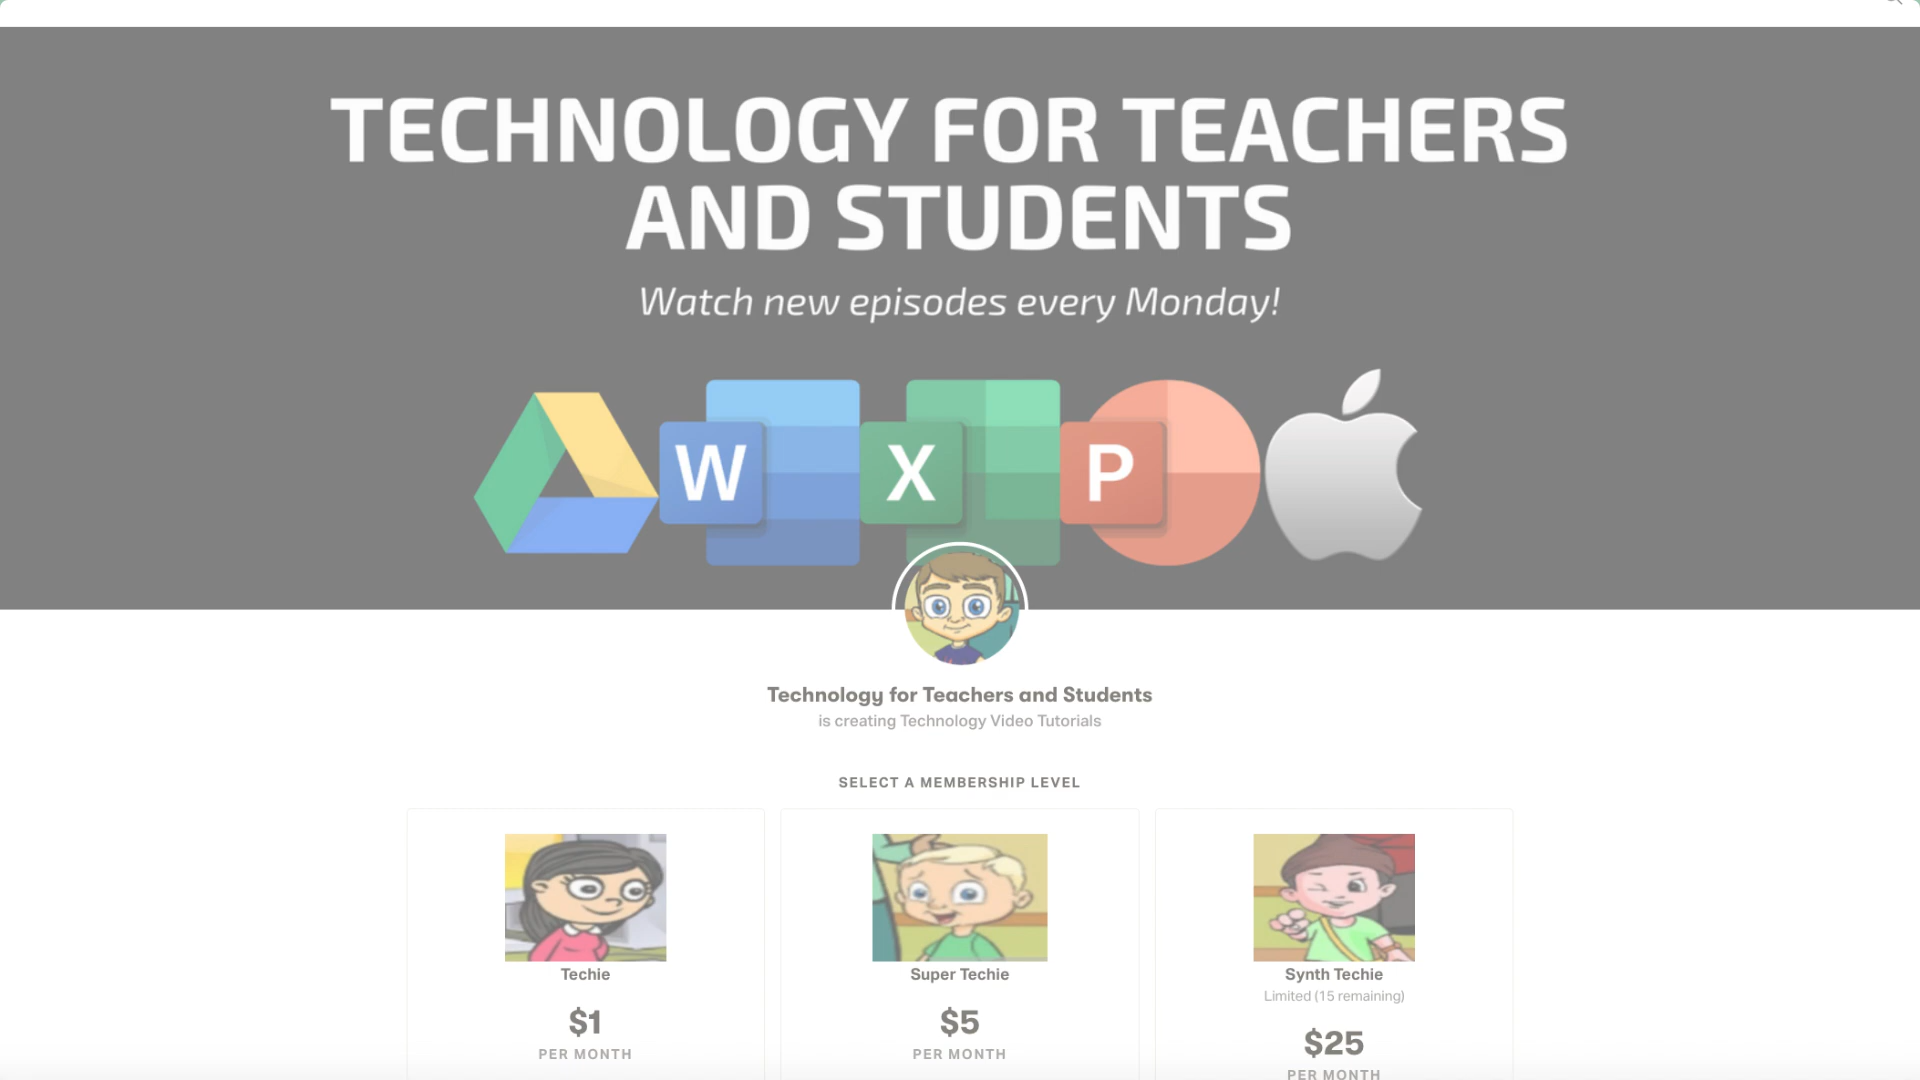 TECHNOLOGY FOR TEACHERS
AND STUDENTS
Watch new episodes every Monday!
W X P
Technology for Teachers and Students
is creating Technology Video Tutorials
SELECT A MEMBERSHIP LEVEL
Techie
$1
PER MONTH
Super Techie
$5
PER MONTH
Synth Techie
Limited (15 remaining)
$25
PER MONTH